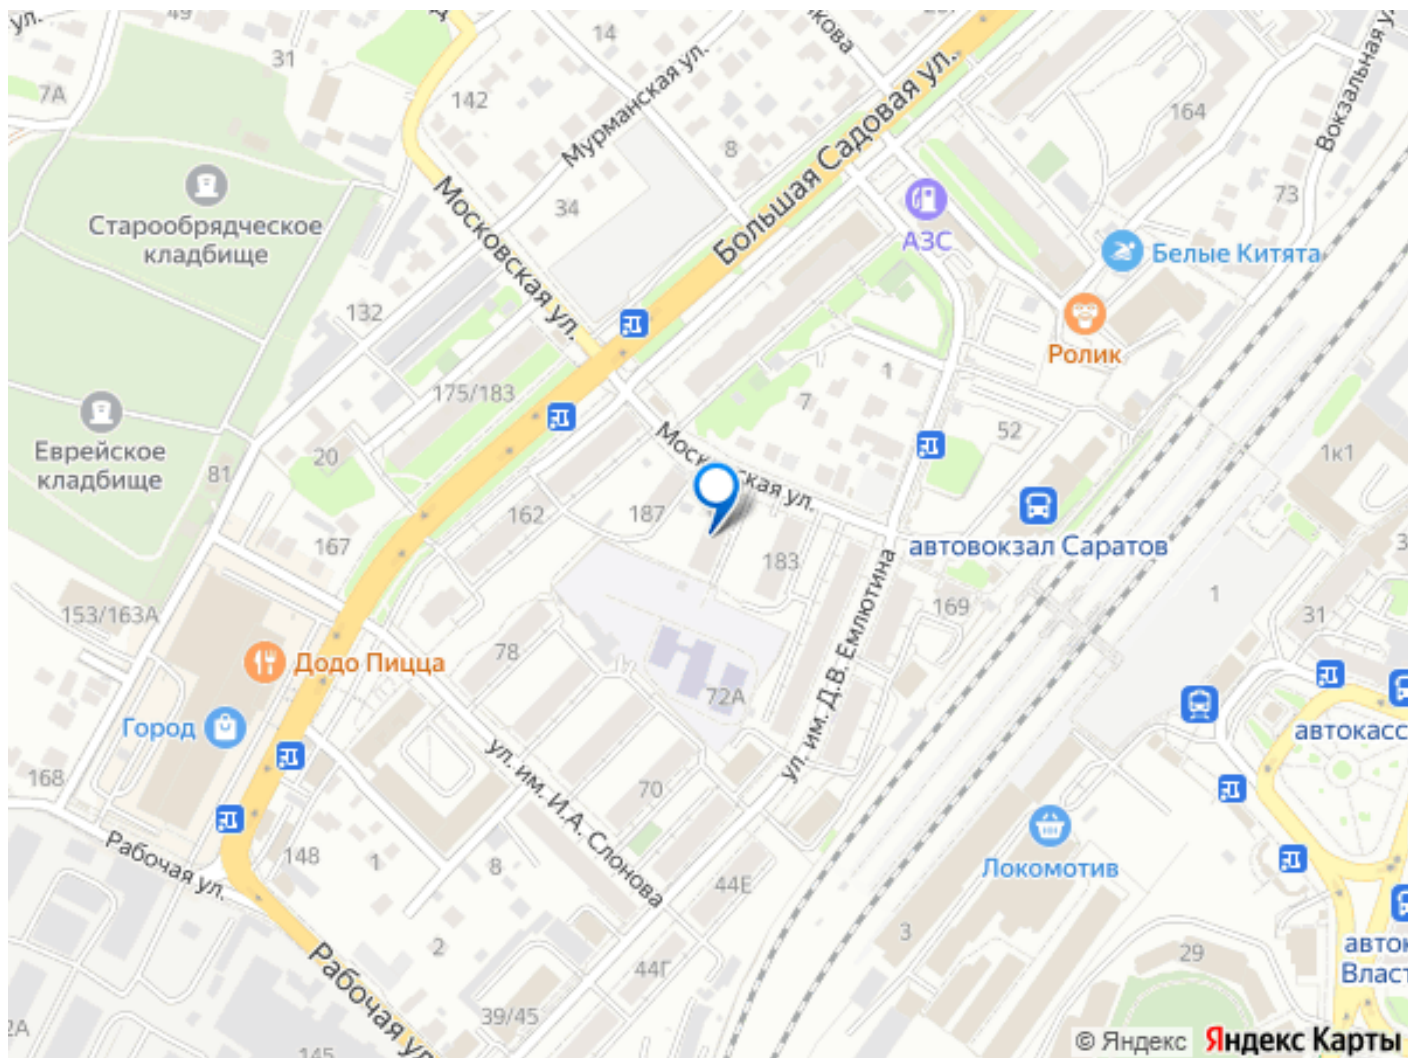 ул.
49
31
7А
142
14
Мурманская ул.
8
34
Большая Садовая ул.
164
Вокзальная ул.
73
АЗС
Белые Китята
Ролик
Старообрядческое
кладбище
Московская ул.
132
175/183
Еврейское
кладбище
81
20
7
1
52
1к1
Московская ул.
162
187
183
автовокзал Саратов
167
153/163А
169
1
31
ул. им. Д.В. Емлютина
Додо Пицца
78
72А
Город
автокасс
168
70
ул. им. И.А. Слонова
Рабочая ул.
148
1
8
44Е
Локомотив
2
3
29
авток
Власт
44Г
Рабочая ул.
39/45
145
2А
© Яндекс
Яндекс Карты